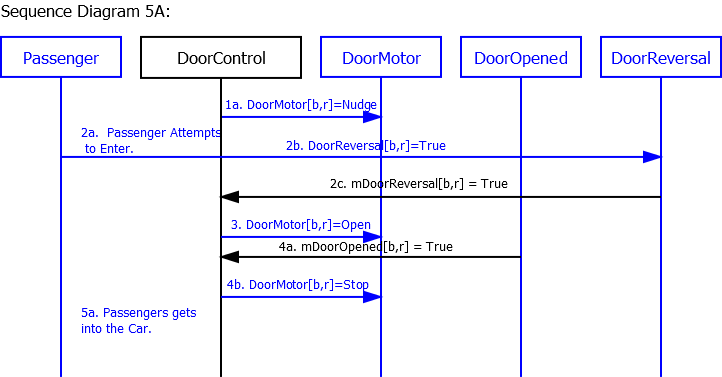 Sequence Diagram 5A:
Passenger
DoorControl
DoorMotor
DoorOpened
DoorReversal
1a. DoorMotor[b,r]=Nudge
2a.  Passenger Attempts
to Enter.
2b. DoorReversal[b,r]=True
2c. mDoorReversal[b,r] = True
3. DoorMotor[b,r]=Open
4a. mDoorOpened[b,r] = True
4b. DoorMotor[b,r]=Stop
5a. Passengers gets
into the Car.